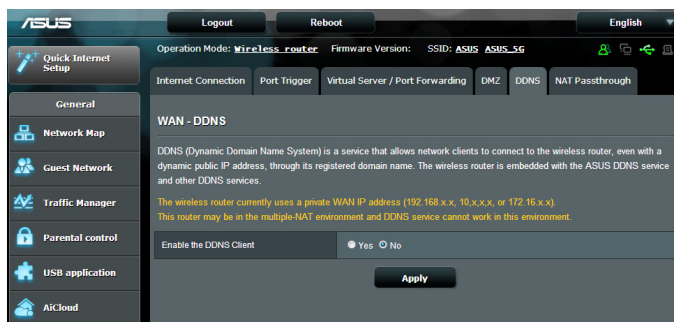 ASUS
Logout
Reboot
English
Quick Internet
Setup
Operation Mode: Wireless router Firmware Version: SSID: ASUS ASUS_5G
Internet Connection
Port Trigger
Virtual Server / Port Forwarding
DMZ
DDNS
NAT Passthrough
General
Network Map
Guest Network
Traffic Manager
Parental control
USB application
AiCloud
WAN - DDNS
DDNS (Dynamic Domain Name System) is a service that allows network clients to connect to the wireless router, even with a
dynamic public IP address, through its registered domain name. The wireless router is embedded with the ASUS DDNS service
and other DDNS services.
The wireless router currently uses a private WAN IP address (192.168.x.x, 10,x,x,x, or 172.16.x.x).
This router may be in the multiple-NAT environment and DDNS service cannot work in this environment.
Enable the DDNS Client
Yes No
Apply